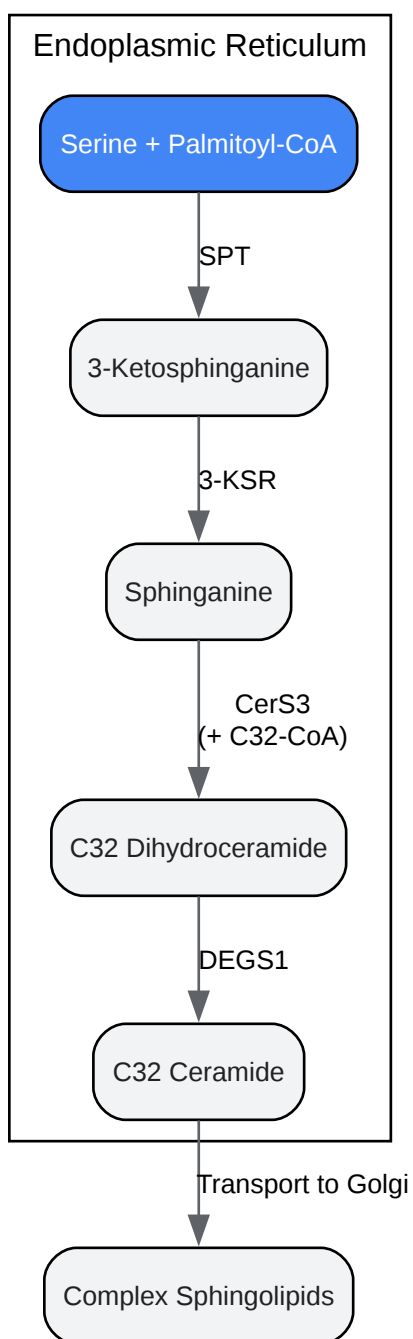 Endoplasmic Reticulum
Serine + Palmitoyl-CoA
SPT
3-Ketosphinganine
3-KSR
Sphinganine
CerS3
(+ C32-CoA)
C32 Dihydroceramide
DEGS1
C32 Ceramide
Transport to Golgi
Complex Sphingolipids